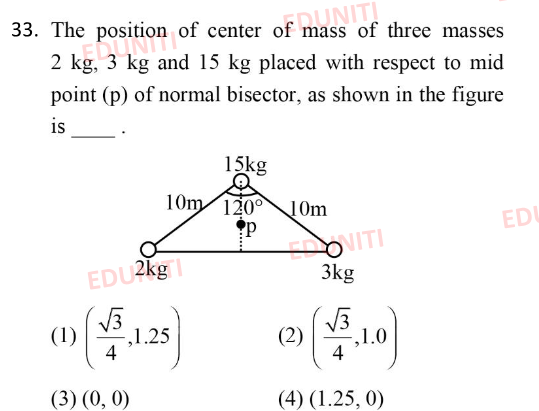 EDUNITI
33. The position of center of mass of three masses
EDUNITI
2 kg, 3 kg and 15 kg placed with respect to mid
point (p) of normal bisector, as shown in the figure
is ____ .
15kg
10m 120° 10m
p
EDUNITI
EDU
2kg 3kg
EDUNITI
(1) (√3/4, 1.25) (2) (√3/4, 1.0)
(3) (0, 0) (4) (1.25, 0)